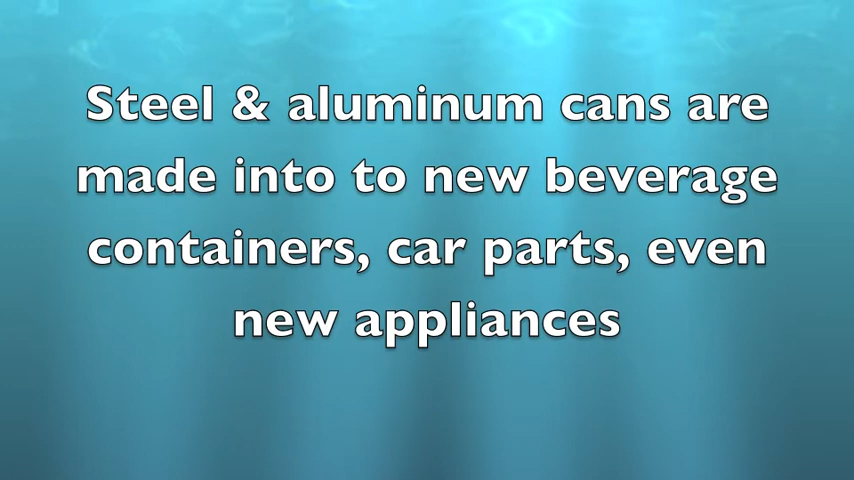 Steel & aluminum cans are
made into to new beverage
containers, car parts, even
new appliances